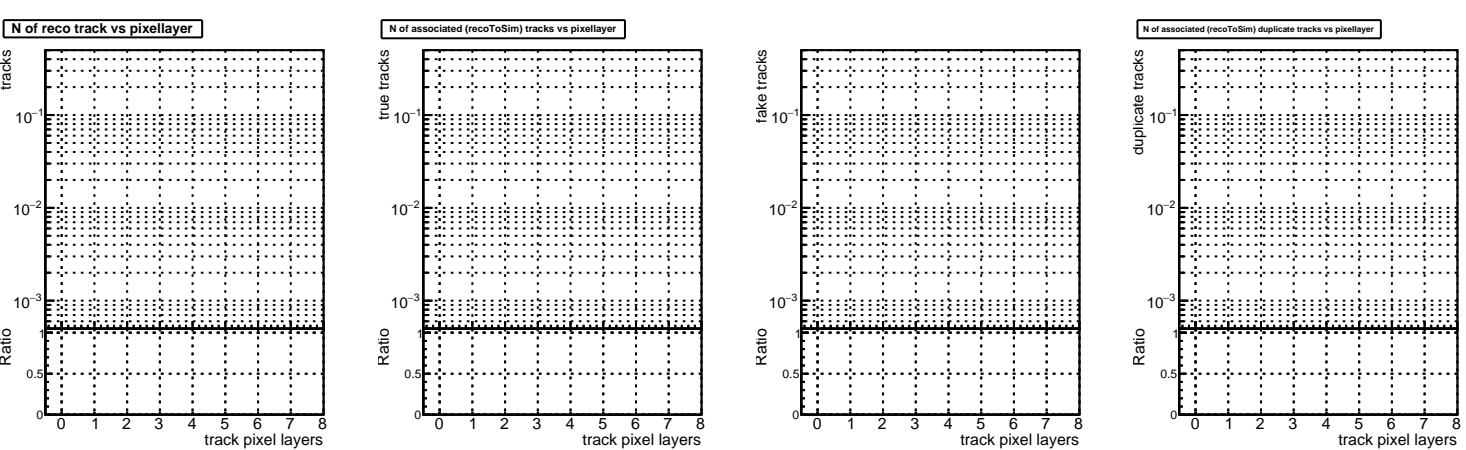 N of reco track vs pixellayer
tracks
10⁻¹
10⁻²
10⁻³
Ratio
1
0.5
0
0 1 2 3 4 5 6 7 8
track pixel layers
N of associated (recoToSim) tracks vs pixellayer
true tracks
10⁻¹
10⁻²
10⁻³
Ratio
1
0.5
0
0 1 2 3 4 5 6 7 8
track pixel layers
fake tracks
10⁻¹
10⁻²
10⁻³
Ratio
1
0.5
0
0 1 2 3 4 5 6 7 8
track pixel layers
N of associated (recoToSim) duplicate tracks vs pixellayer
duplicate tracks
10⁻¹
10⁻²
10⁻³
Ratio
1
0.5
0
0 1 2 3 4 5 6 7 8
track pixel layers